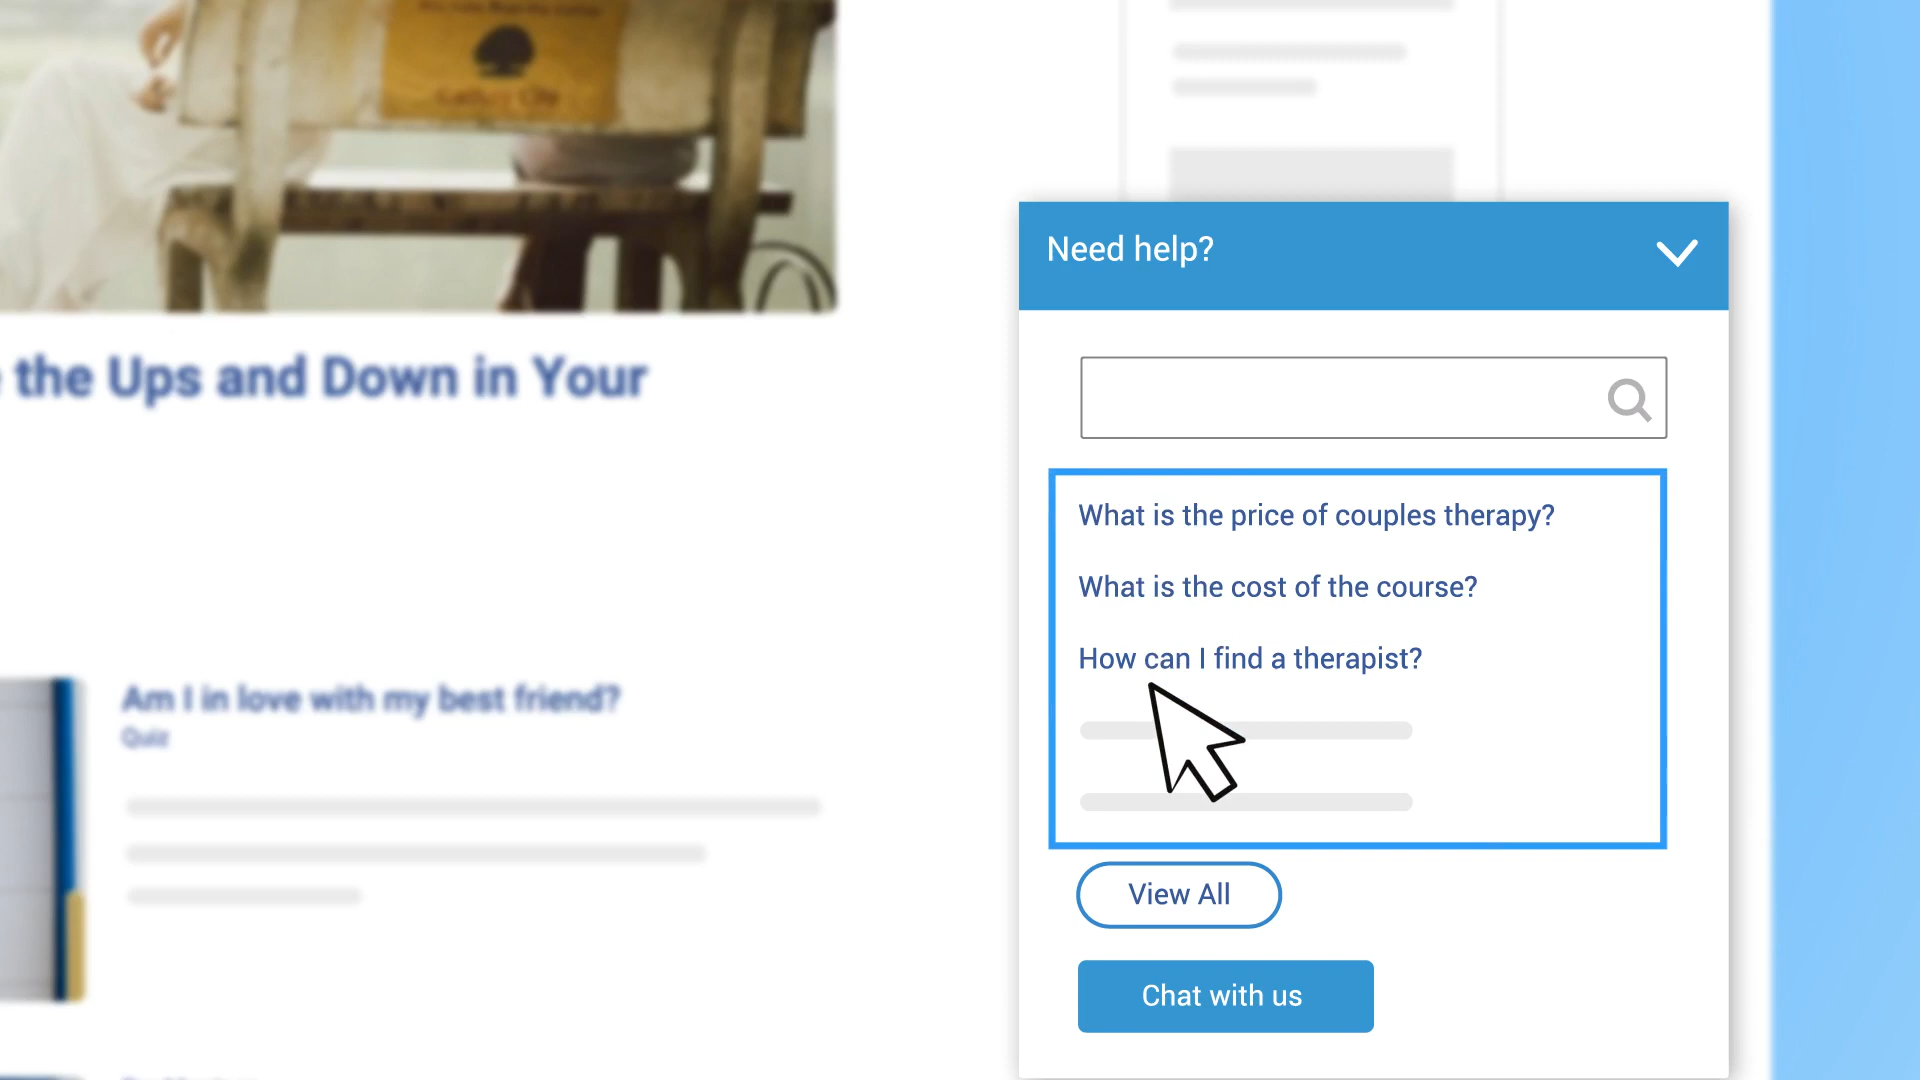 the Ups and Down in Your
Am I in love with my best friend?
Quiz
Need help?
What is the price of couples therapy?
What is the cost of the course?
How can I find a therapist?
View All
Chat with us